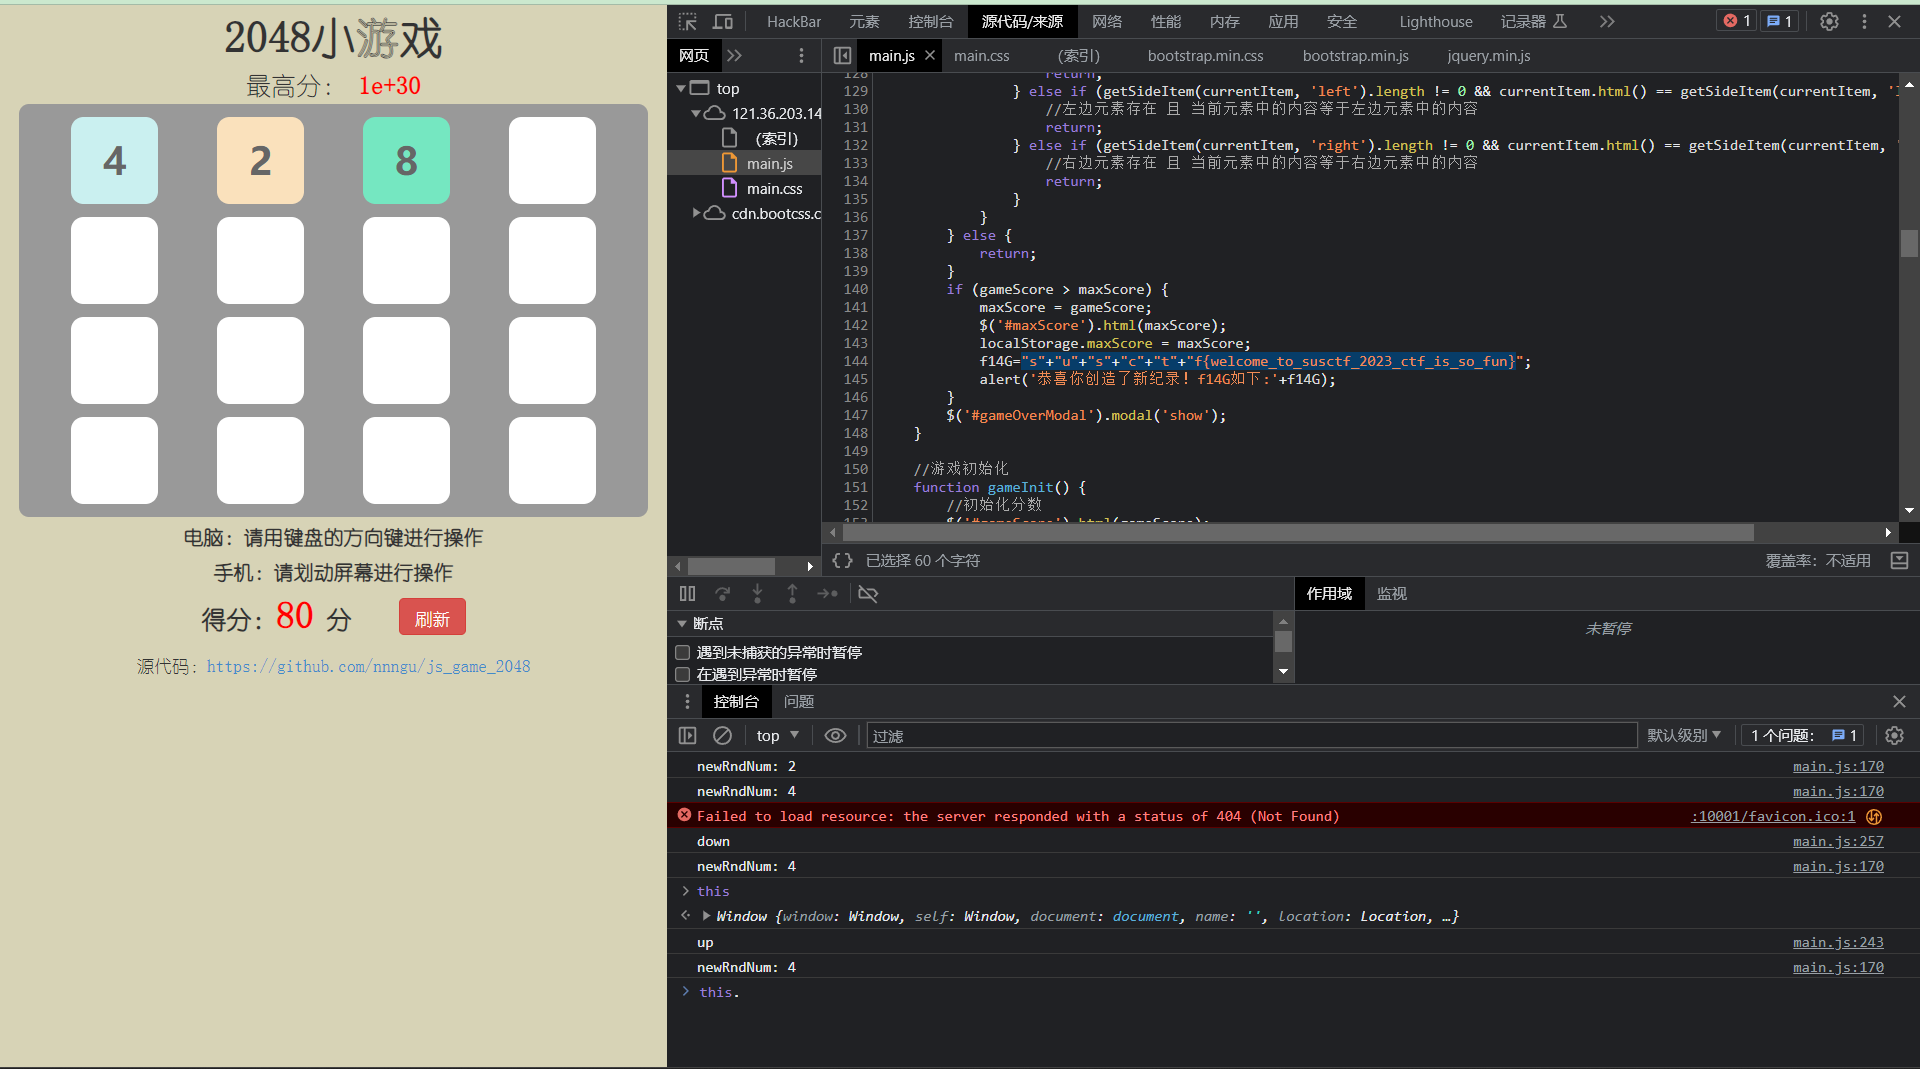 2048小游戏
最高分： 1e+30
4 2 8
电脑：请用键盘的方向键进行操作
手机：请划动屏幕进行操作
得分：80 分 刷新
源代码：https://github.com/nnngu/js_game_2048
HackBar 元素 控制台 源代码/来源 网络 性能 内存 应用 安全 Lighthouse 记录器 1 1
网页
main.js main.css (索引) bootstrap.min.css bootstrap.min.js jquery.min.js
top
121.36.203.14
(索引)
main.js
main.css
cdn.bootcss.c
128 return;
129 } else if (getSideItem(currentItem, 'left').length != 0 && currentItem.html() == getSideItem(currentItem, 'l
130 //左边元素存在 且 当前元素中的内容等于左边元素中的内容
131 return;
132 } else if (getSideItem(currentItem, 'right').length != 0 && currentItem.html() == getSideItem(currentItem, '
133 //右边元素存在 且 当前元素中的内容等于右边元素中的内容
134 return;
135 }
136 }
137 } else {
138 return;
139 }
140 if (gameScore > maxScore) {
141 maxScore = gameScore;
142 $('#maxScore').html(maxScore);
143 localStorage.maxScore = maxScore;
144 f14G="s"+"u"+"s"+"c"+"t"+"f{welcome_to_susctf_2023_ctf_is_so_fun}";
145 alert('恭喜你创造了新纪录！f14G如下:'+f14G);
146 }
147 $('#gameOverModal').modal('show');
148 }
149
150 //游戏初始化
151 function gameInit() {
152 //初始化分数
153 $('#gameScore').html(gameScore);
{} 已选择 60 个字符 覆盖率：不适用
作用域 监视
断点
未暂停
遇到未捕获的异常时暂停
在遇到异常时暂停
控制台 问题
top 过滤 默认级别 1 个问题： 1
newRndNum: 2 main.js:170
newRndNum: 4 main.js:170
Failed to load resource: the server responded with a status of 404 (Not Found) :10001/favicon.ico:1
down main.js:257
newRndNum: 4 main.js:170
this
Window {window: Window, self: Window, document: document, name: '', location: Location, …}
up main.js:243
newRndNum: 4 main.js:170
this.